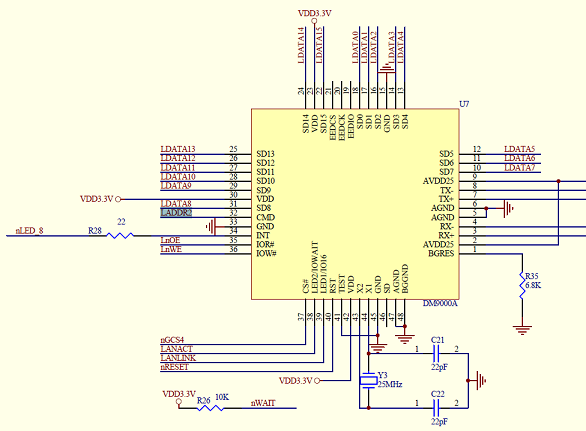 VDD3.3V
LDATA14
LDATA15
LDATA0
LDATA1
LDATA2
LDATA3
LDATA4
24 23 22 21 20 19 18 17 16 15 14 13
U7
SD14 VDD SD15 EEDCS EEDCK EEDIO SD0 SD1 SD2 GND SD3 SD4
LDATA13 25 SD13
LDATA12 26 SD12
LDATA11 27 SD11
LDATA10 28 SD10
LDATA9 29 SD9
VDD3.3V 30 VDD
LDATA8 31 SD8
LADDR2 32 CMD
33 GND
nLED_8 R28 22 34 INT
LnOE 35 IOR#
LnWE 36 IOW#
SD5 12 LDATA5
SD6 11 LDATA6
SD7 10 LDATA7
AVDD25 9
TX- 8
TX+ 7
AGND 6
AGND 5
RX- 4
RX+ 3
AVDD25 2
BGRES 1
CS# LED2/IOWAIT LED1/IO16 RST TEST VDD X2 X1 GND SD AGND BGGND
DM9000A
37 38 39 40 41 42 43 44 45 46 47 48
R35
6.8K
nGCS4
LANACT
LANLINK
nRESET
VDD3.3V
Y3
25MHz
1 C21 2
22pF
1 C22 2
22pF
VDD3.3V
R26 10K
nWAIT